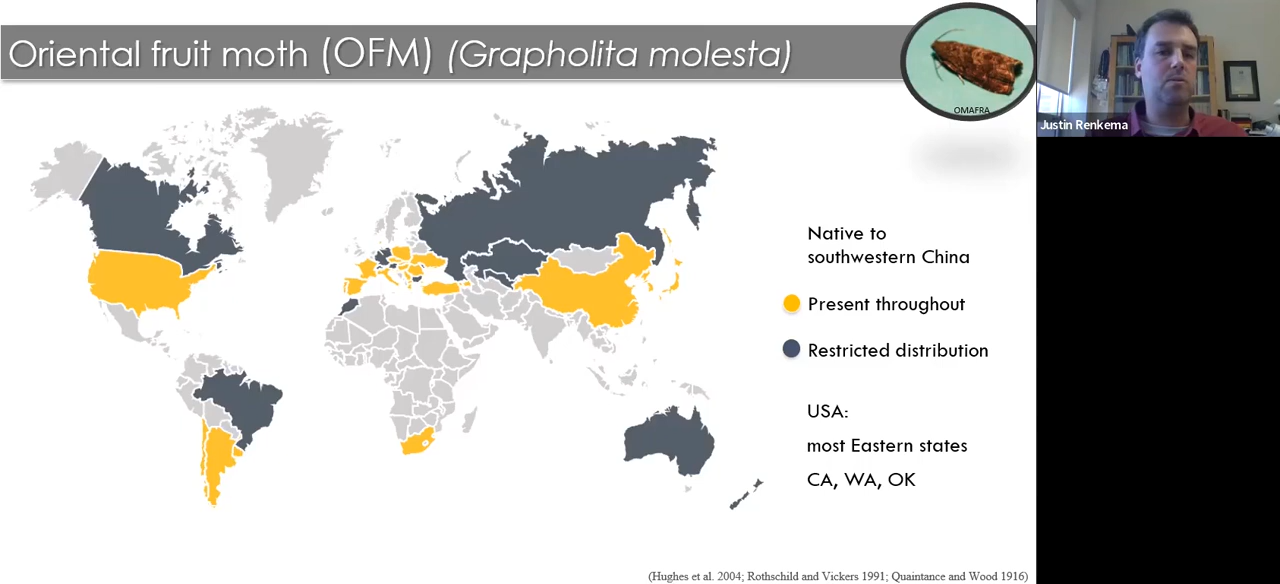 Oriental fruit moth (OFM) (Grapholita molesta)
OMAFRA
Justin Renkema
Native to
southwestern China
Present throughout
Restricted distribution
USA:
most Eastern states
CA, WA, OK
(Hughes et al. 2004; Rothschild and Vickers 1991; Quaintance and Wood 1916)